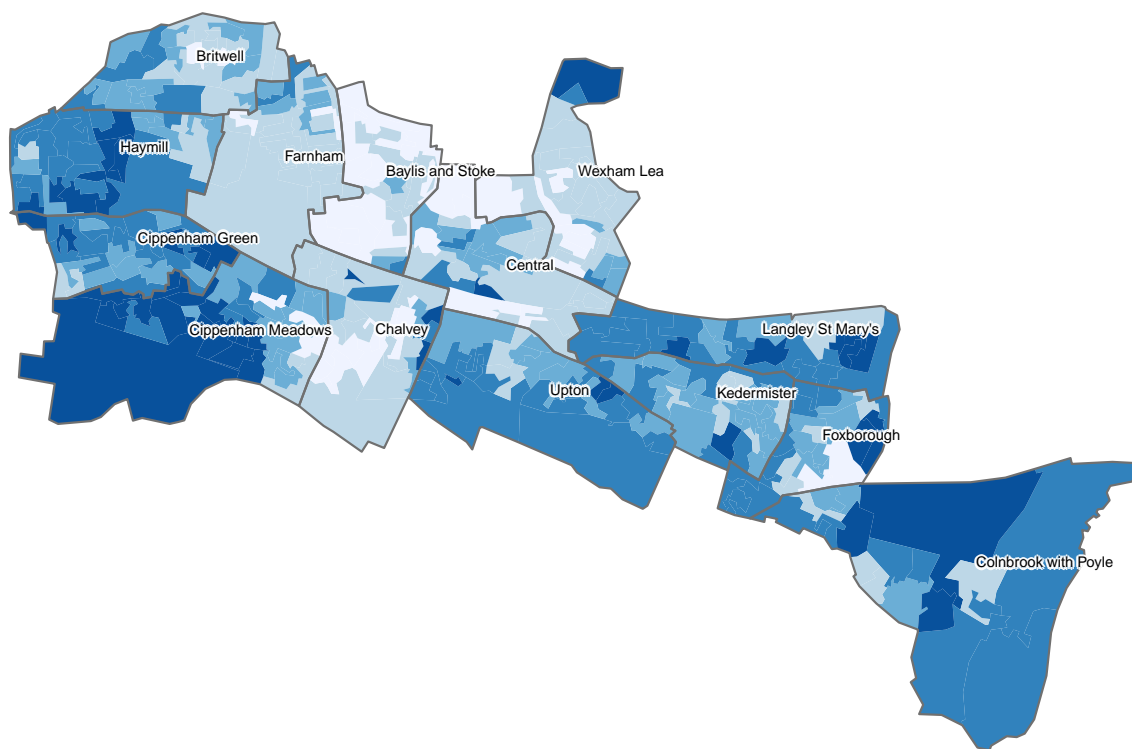 Britwell
Haymill
Farnham
Baylis and Stoke
Wexham Lea
Cippenham Green
Central
Cippenham Meadows
Chalvey
Langley St Mary's
Upton
Kedermister
Foxborough
Colnbrook with Poyle